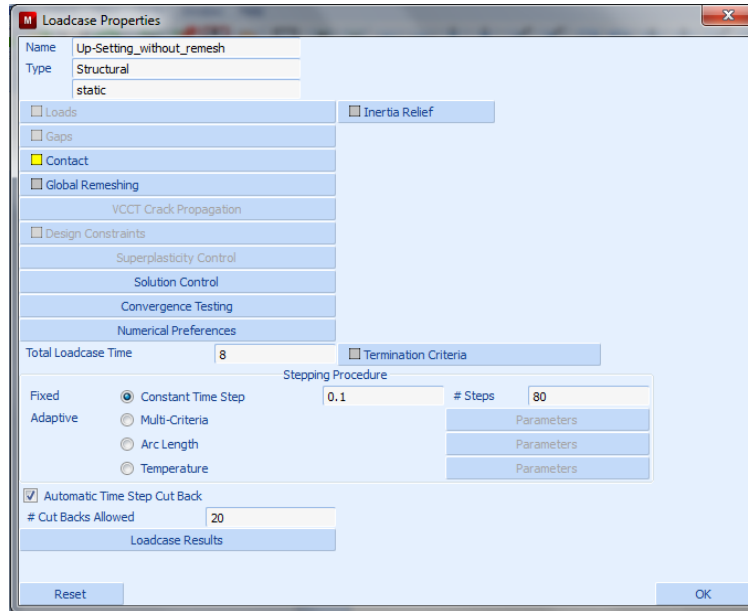 M Loadcase Properties
Name Up-Setting_without_remesh
Type Structural
static
Loads Inertia Relief
Gaps
Contact
Global Remeshing
VCCT Crack Propagation
Design Constraints
Superplasticity Control
Solution Control
Convergence Testing
Numerical Preferences
Total Loadcase Time 8 Termination Criteria
Stepping Procedure
Fixed Constant Time Step 0.1 # Steps 80
Adaptive Multi-Criteria Parameters
Arc Length Parameters
Temperature Parameters
Automatic Time Step Cut Back
# Cut Backs Allowed 20
Loadcase Results
Reset OK